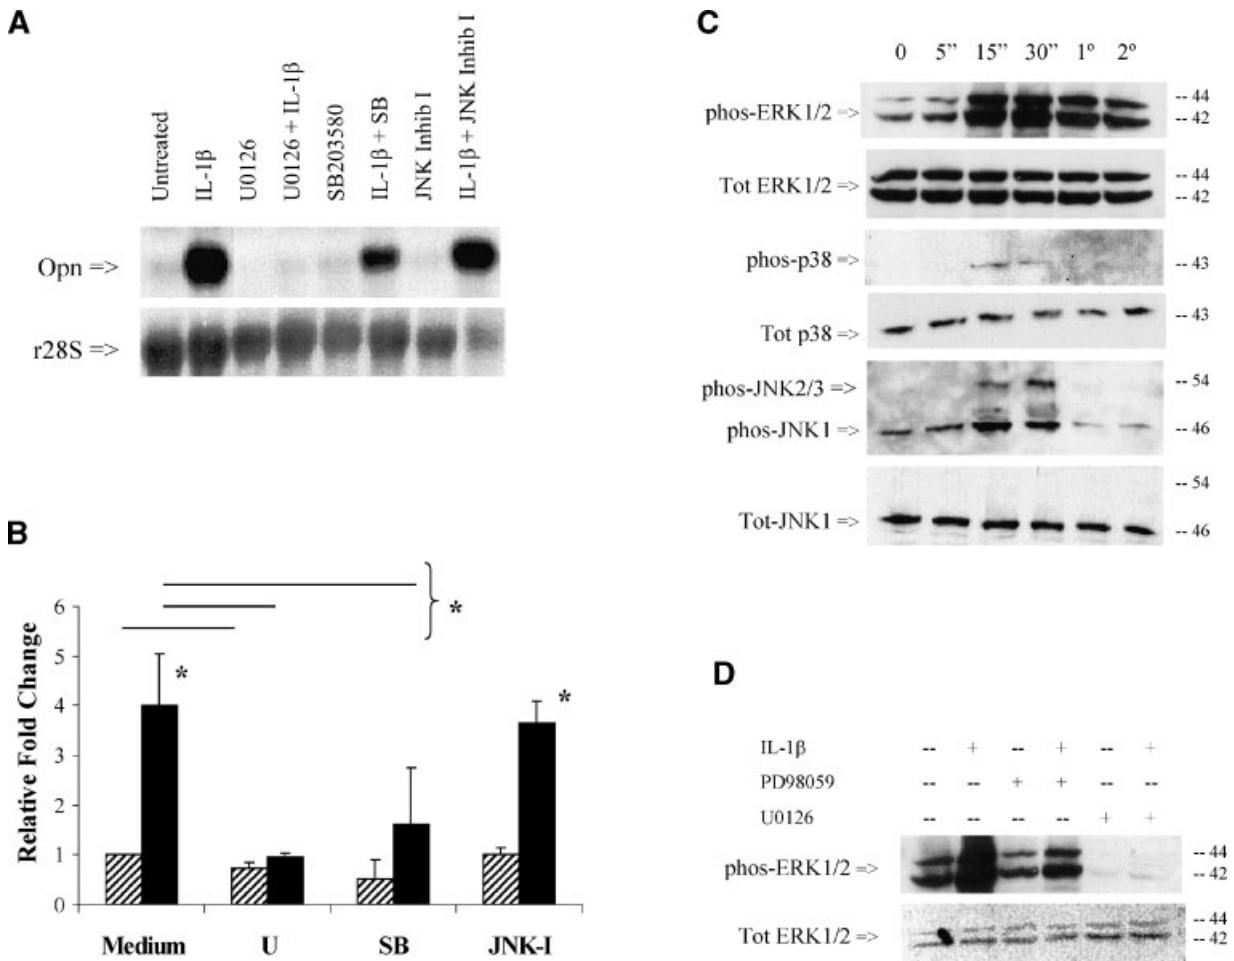 A
Untreated
IL-1β
U0126
U0126 + IL-1β
SB203580
IL-1β + SB
JNK Inhib I
IL-1β + JNK Inhib I
Opn =>
r28S =>
B
Relative Fold Change
6
5
4
3
2
1
0
*
*
*
Medium U SB JNK-I
C
0 5” 15” 30” 1º 2º
phos-ERK1/2 =>
-- 44
-- 42
Tot ERK1/2 =>
-- 44
-- 42
phos-p38 =>
-- 43
Tot p38 =>
-- 43
phos-JNK2/3 =>
-- 54
phos-JNK1 =>
-- 46
-- 54
Tot-JNK1 =>
-- 46
D
IL-1β -- + -- + -- +
PD98059 -- -- + + -- --
U0126 -- -- -- -- + +
phos-ERK1/2 =>
-- 44
-- 42
Tot ERK1/2 =>
-- 44
-- 42